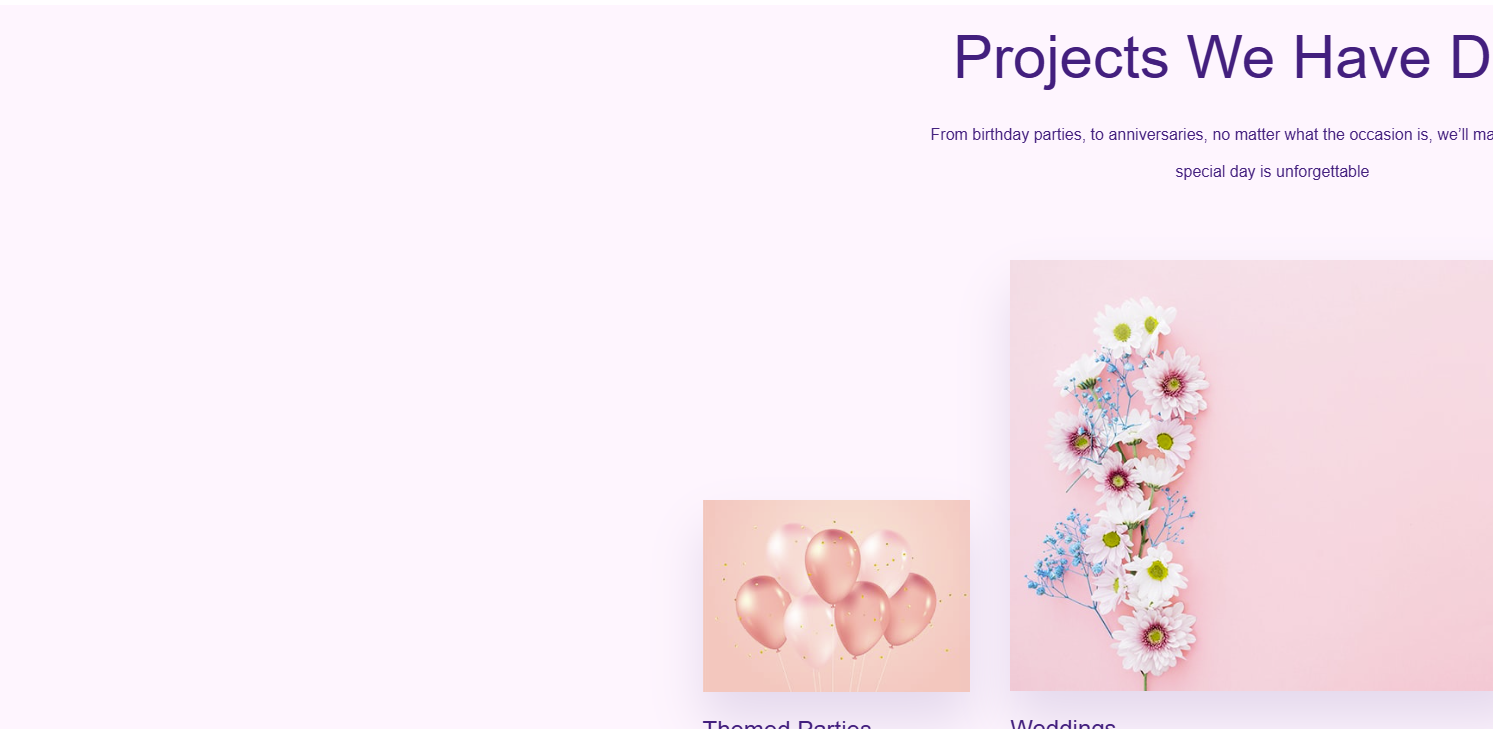 Projects We Have D
From birthday parties, to anniversaries, no matter what the occasion is, we’ll ma
special day is unforgettable
Themed Parties
Weddings